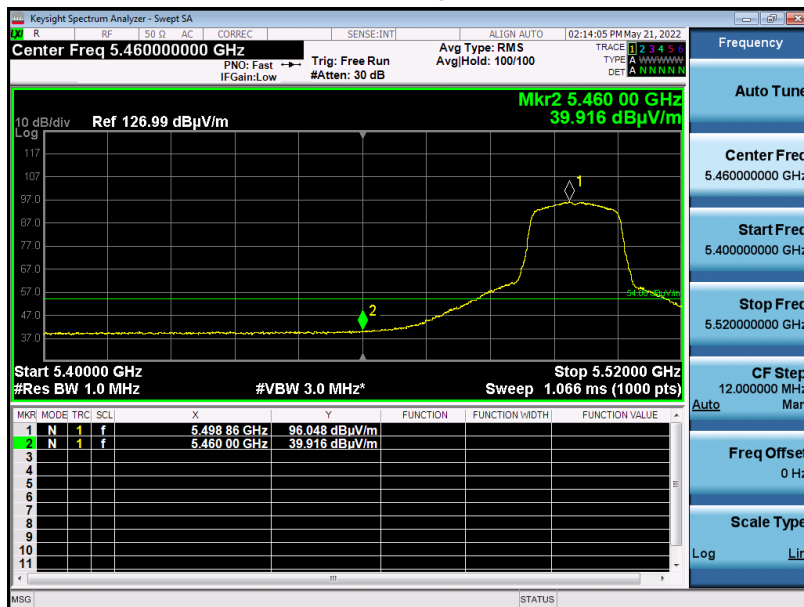 Keysight Spectrum Analyzer - Swept SA
LXI R RF 50 Ω AC CORREC SENSE:INT ALIGN AUTO 02:14:05 PM May 21, 2022
Center Freq 5.460000000 GHz
PNO: Fast
IFGain:Low
Trig: Free Run
#Atten: 30 dB
Avg Type: RMS
Avg|Hold: 100/100
TRACE 1 2 3 4 5 6
TYPE A WWWWW
DET A N N N N N
Mkr2 5.460 00 GHz
39.916 dBµV/m
10 dB/div Ref 126.99 dBµV/m
Log
117
107
97.0
87.0
77.0
67.0
57.0
47.0
37.0
1
2
54.00 dBµV/m
Start 5.40000 GHz Stop 5.52000 GHz
#Res BW 1.0 MHz #VBW 3.0 MHz* Sweep 1.066 ms (1000 pts)
MKR MODE TRC SCL X Y FUNCTION FUNCTION WIDTH FUNCTION VALUE
1 N 1 f 5.498 86 GHz 96.048 dBµV/m
2 N 1 f 5.460 00 GHz 39.916 dBµV/m
3
4
5
6
7
8
9
10
11
MSG STATUS
Frequency
Auto Tune
Center Freq
5.460000000 GHz
Start Freq
5.400000000 GHz
Stop Freq
5.520000000 GHz
CF Step
12.000000 MHz
Auto Man
Freq Offset
0 Hz
Scale Type
Log Lin